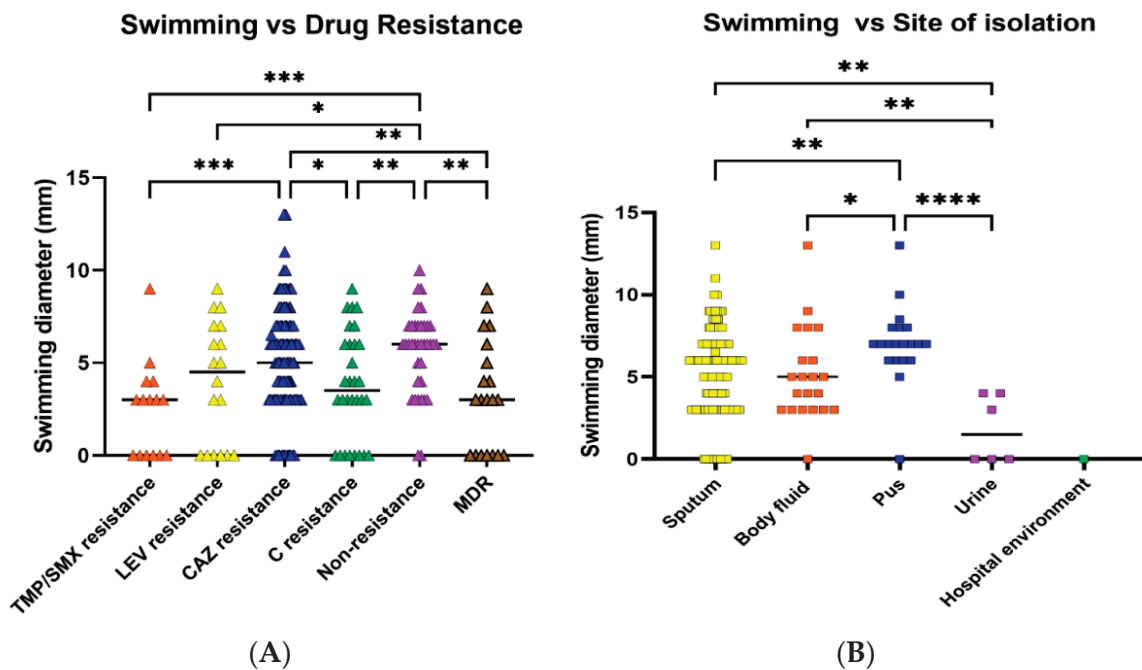 Swimming vs Drug Resistance
***
*
**
***
*
**
**
Swimming diameter (mm)
15
10
5
0
TMP/SMX resistance
LEV resistance
CAZ resistance
C resistance
Non-resistance
MDR
(A)
Swimming vs Site of isolation
**
**
**
*
****
Swimming diameter (mm)
15
10
5
0
Sputum
Body fluid
Pus
Urine
Hospital environment
(B)